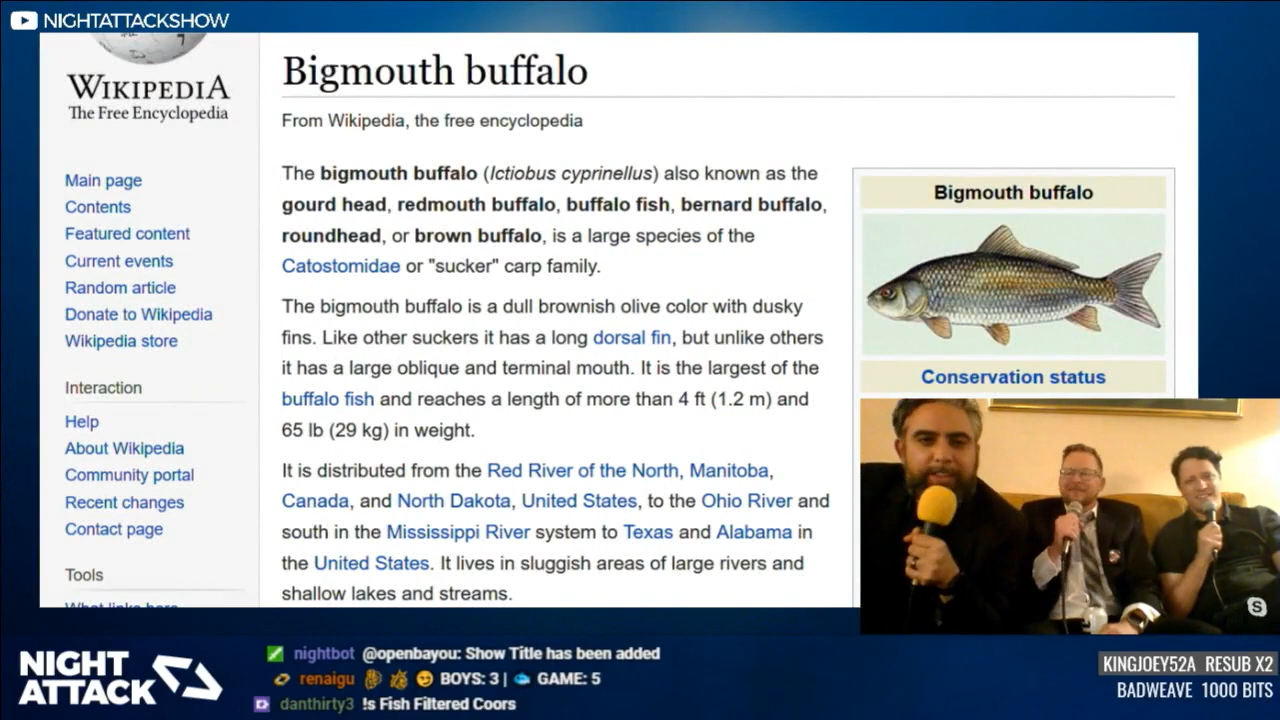 NIGHTATTACKSHOW
WIKIPEDIA
The Free Encyclopedia
Main page
Contents
Featured content
Current events
Random article
Donate to Wikipedia
Wikipedia store
Interaction
Help
About Wikipedia
Community portal
Recent changes
Contact page
Tools
What links here
Bigmouth buffalo
From Wikipedia, the free encyclopedia
The bigmouth buffalo (Ictiobus cyprinellus) also known as the
gourd head, redmouth buffalo, buffalo fish, bernard buffalo,
roundhead, or brown buffalo, is a large species of the
Catostomidae or "sucker" carp family.
The bigmouth buffalo is a dull brownish olive color with dusky
fins. Like other suckers it has a long dorsal fin, but unlike others
it has a large oblique and terminal mouth. It is the largest of the
buffalo fish and reaches a length of more than 4 ft (1.2 m) and
65 lb (29 kg) in weight.
It is distributed from the Red River of the North, Manitoba,
Canada, and North Dakota, United States, to the Ohio River and
south in the Mississippi River system to Texas and Alabama in
the United States. It lives in sluggish areas of large rivers and
shallow lakes and streams.
Bigmouth buffalo
Conservation status
NIGHT
ATTACK
nightbot @openbayou: Show Title has been added
renaigu BOYS: 3 | GAME: 5
danthirty3 !s Fish Filtered Coors
KINGJOEY52A RESUB X2
BADWEAVE 1000 BITS